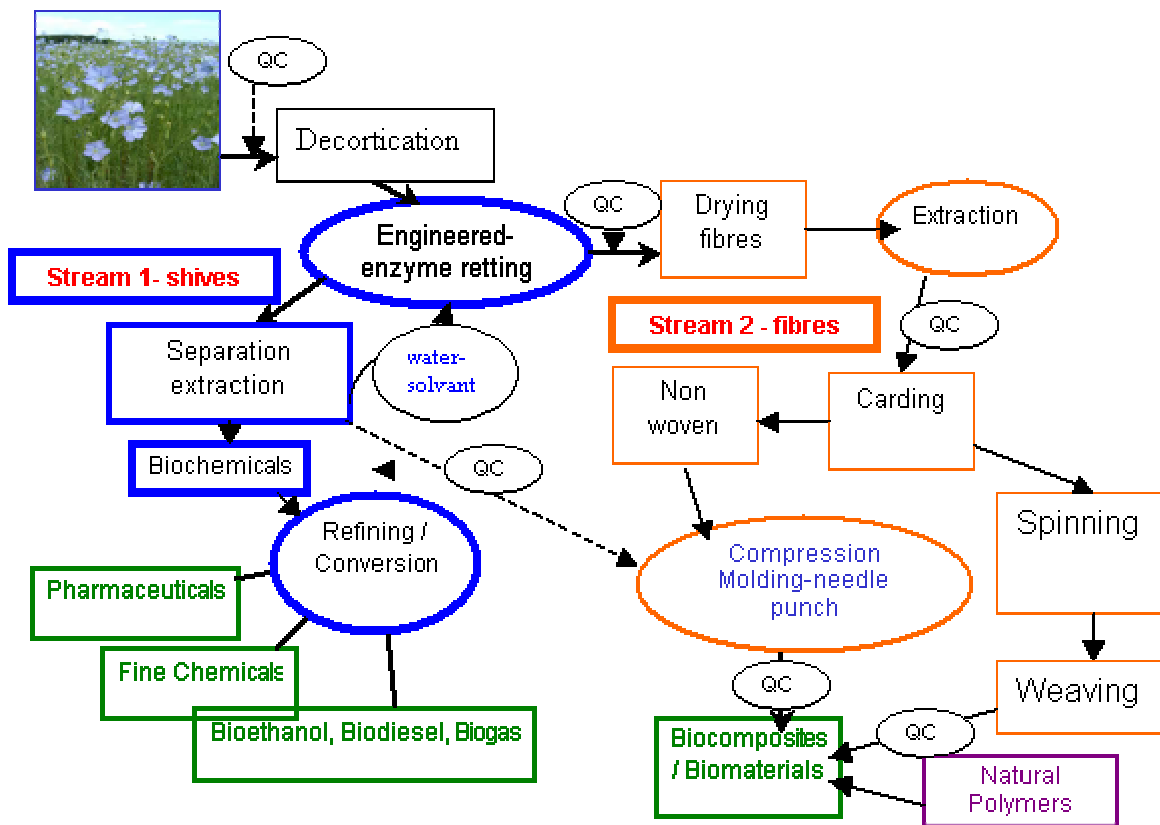 QC
Decortication
Engineered-
enzyme retting
QC
Drying
fibres
Extraction
Stream 1- shives
Stream 2 - fibres
QC
Separation
extraction
water-
solvant
Non
woven
Carding
Biochemicals
QC
Spinning
Refining /
Conversion
Compression
Molding-needle
punch
Pharmaceuticals
Fine Chemicals
Bioethanol, Biodiesel, Biogas
QC
Weaving
QC
Biocomposites
/ Biomaterials
Natural
Polymers